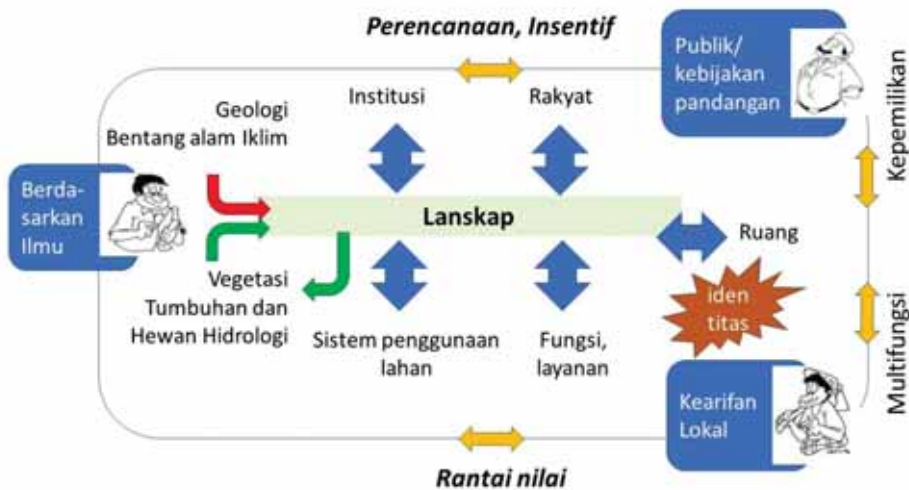 Perencanaan, Insentif
Publik/
kebijakan
pandangan
Institusi
Rakyat
Geologi
Bentang alam Iklim
Kepemilikan
Berda-
sarkan
Ilmu
Lanskap
Ruang
Vegetasi
Tumbuhan dan
Hewan Hidrologi
iden
titas
Sistem penggunaan
lahan
Fungsi,
layanan
Multifungsi
Kearifan
Lokal
Rantai nilai